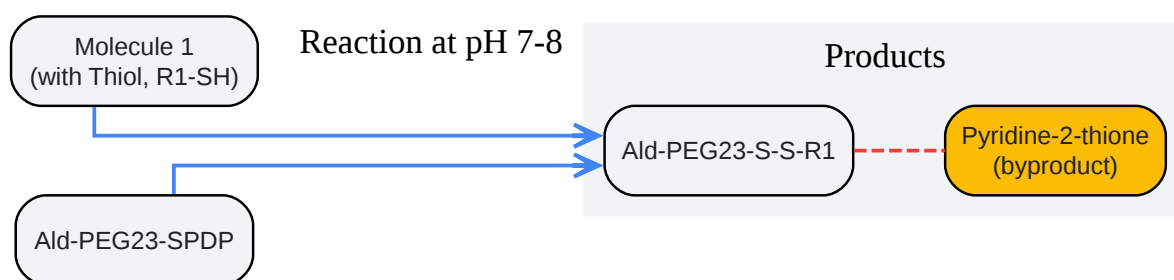 Molecule 1
(with Thiol, R1-SH)
Reaction at pH 7-8
Products
Ald-PEG23-S-S-R1
Pyridine-2-thione
(byproduct)
Ald-PEG23-SPDP